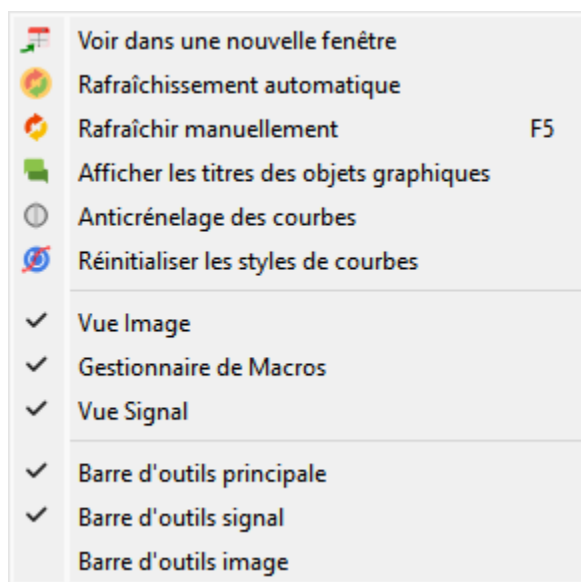 Voir dans une nouvelle fenêtre
Rafraîchissement automatique
Rafraîchir manuellement F5
Afficher les titres des objets graphiques
Anticrénelage des courbes
Réinitialiser les styles de courbes
Vue Image
Gestionnaire de Macros
Vue Signal
Barre d'outils principale
Barre d'outils signal
Barre d'outils image